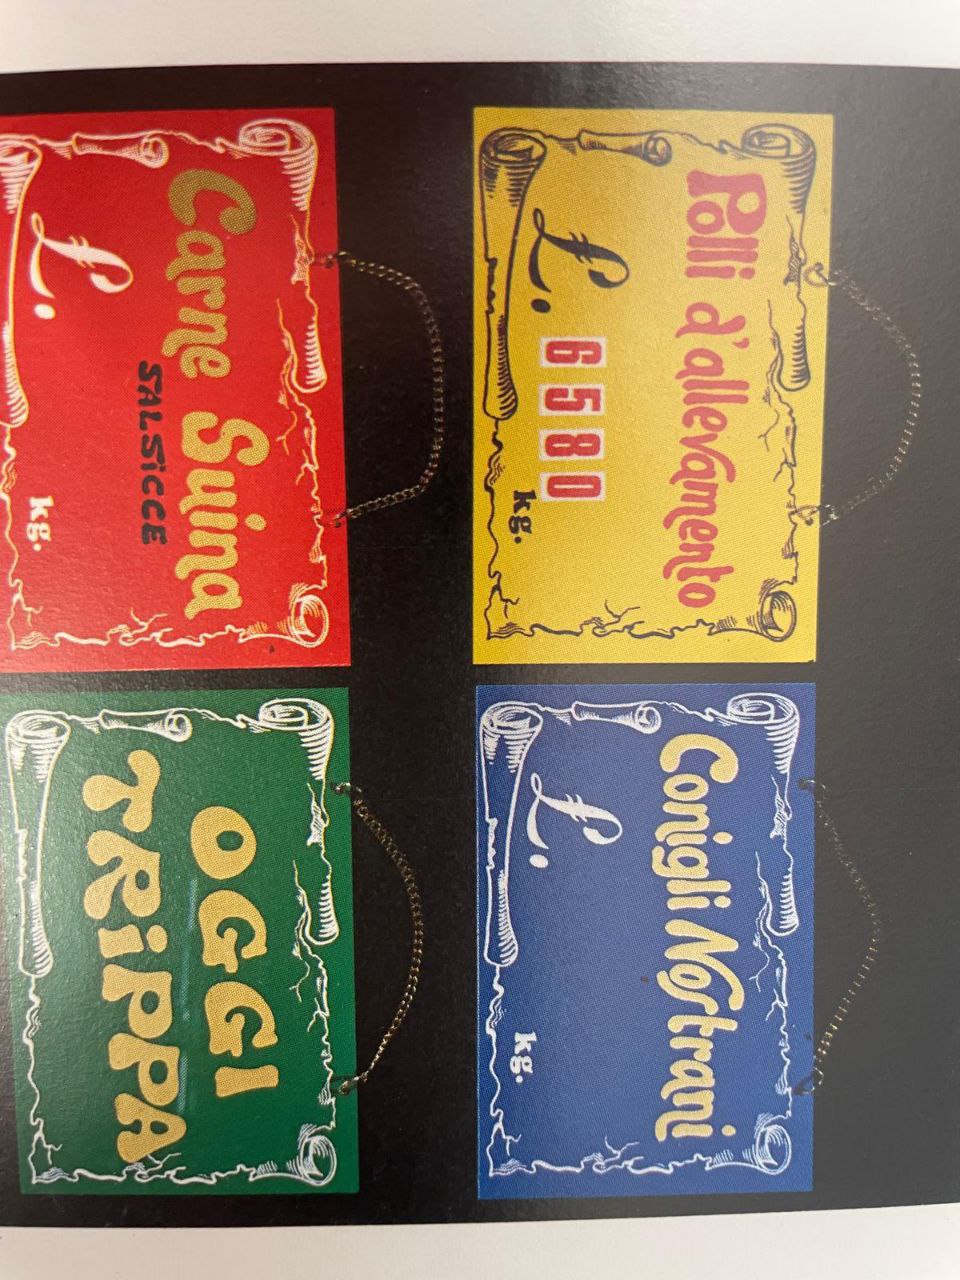 Polli d'allevamento
£. 6580 kg.
Conigli Nostrani
£. kg.
Carne Suina
SALSiCCE
£. kg.
OGGI
TRiPPA